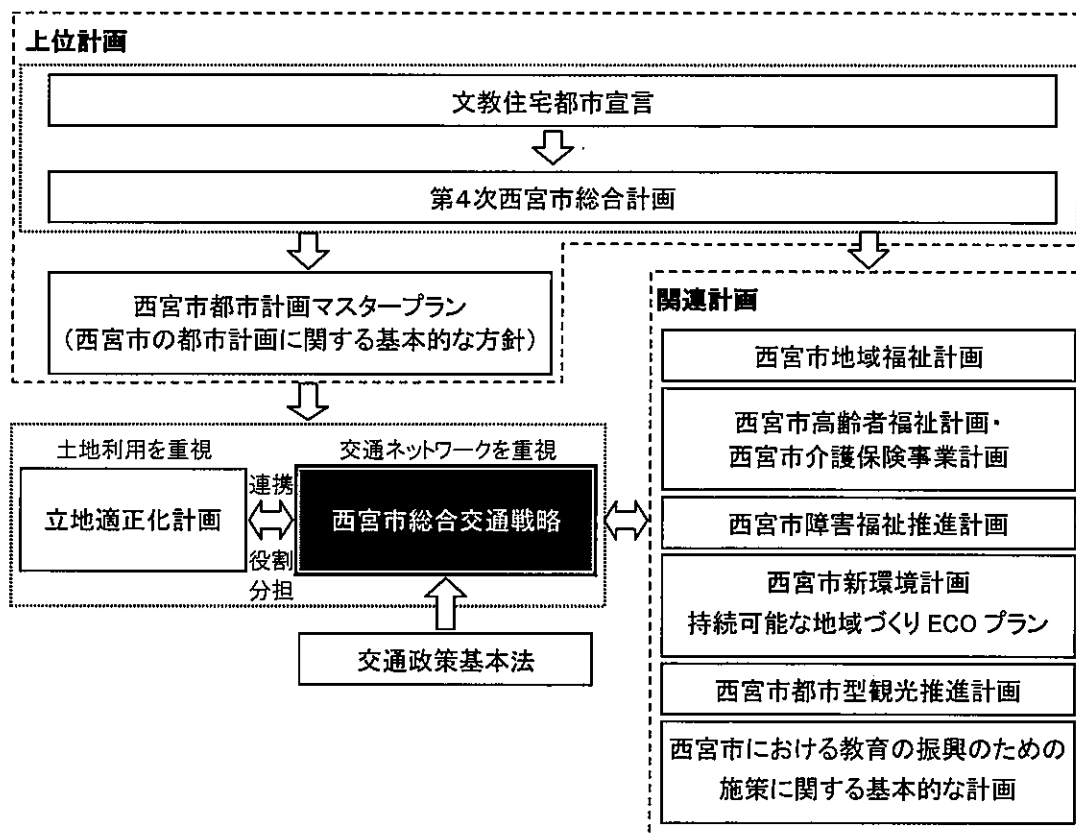 上位計画
文教住宅都市宣言
第4次西宮市総合計画
西宮市都市計画マスタープラン
（西宮市の都市計画に関する基本的な方針）
土地利用を重視
交通ネットワークを重視
立地適正化計画
連携
役割
分担
西宮市総合交通戦略
交通政策基本法
関連計画
西宮市地域福祉計画
西宮市高齢者福祉計画・
西宮市介護保険事業計画
西宮市障害福祉推進計画
西宮市新環境計画
持続可能な地域づくり ECO プラン
西宮市都市型観光推進計画
西宮市における教育の振興のための
施策に関する基本的な計画